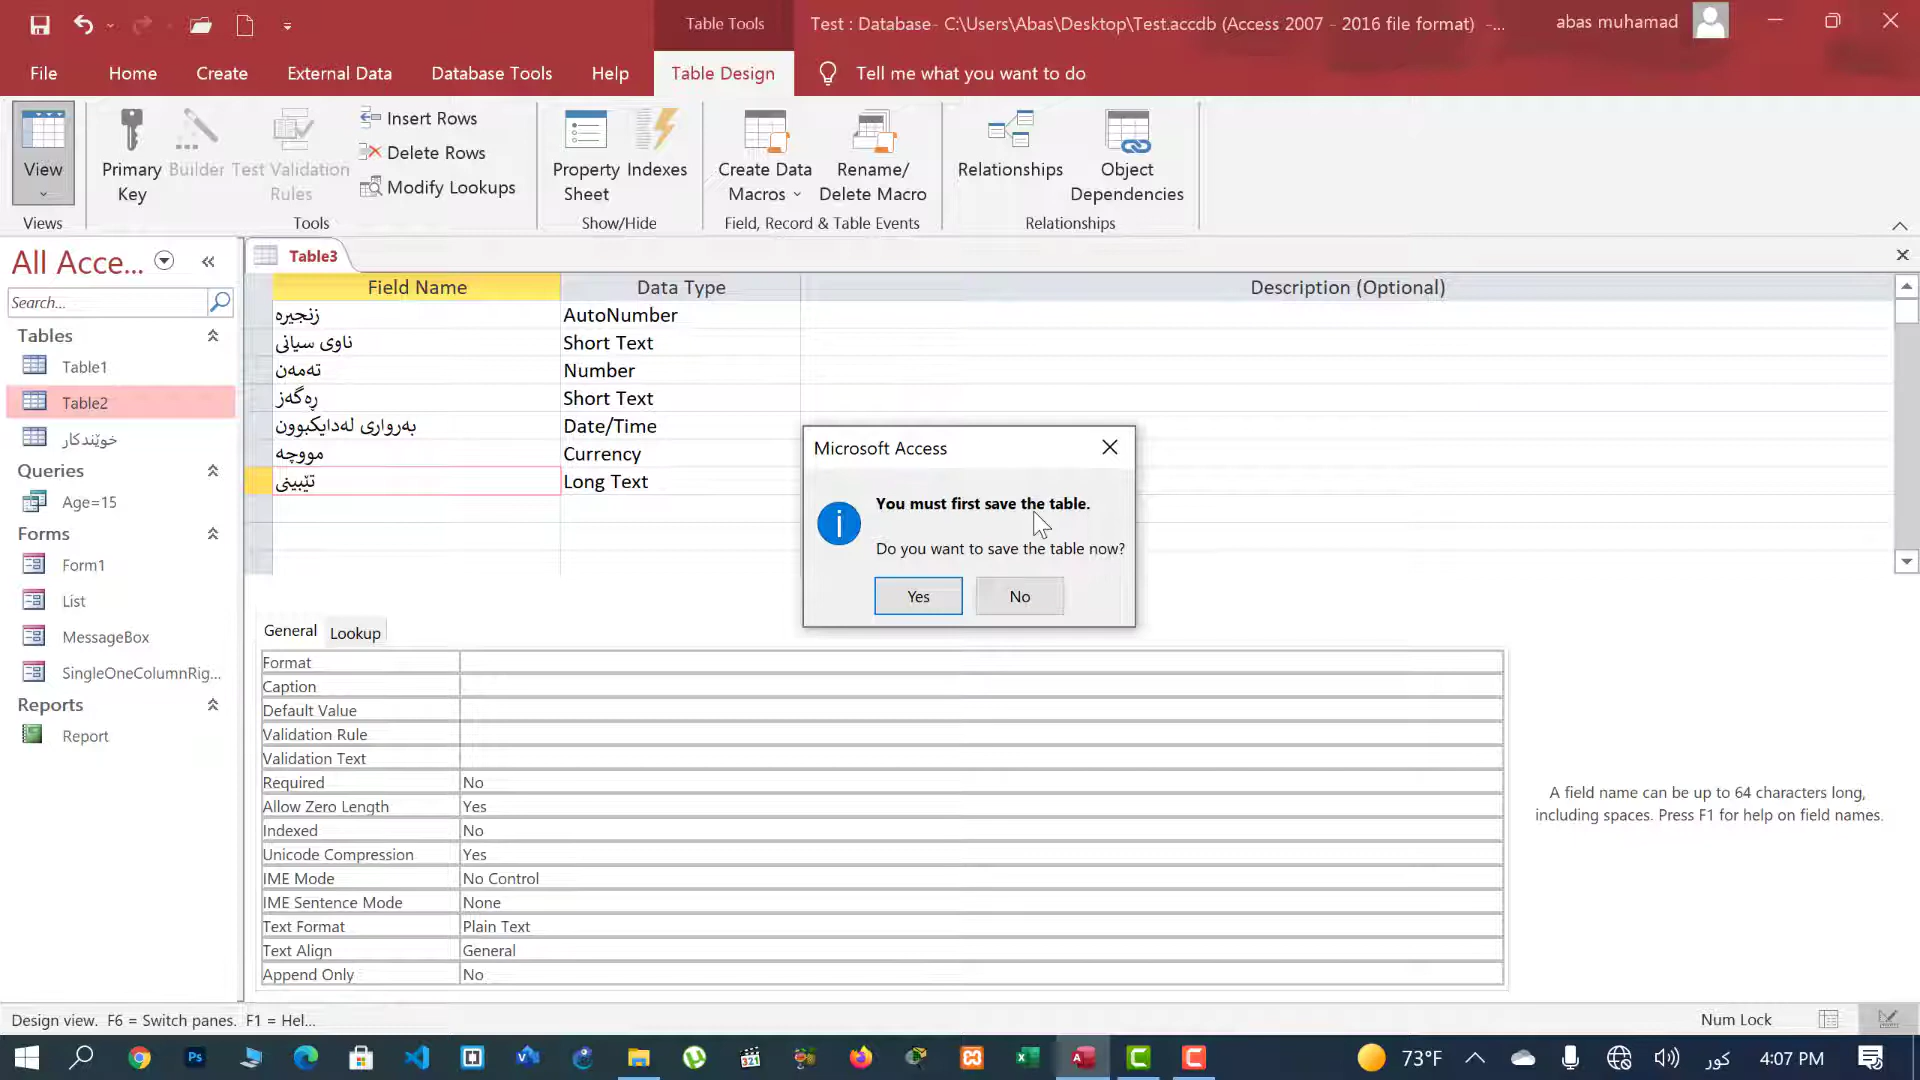 Table Tools
Test : Database- C:\Users\Abas\Desktop\Test.accdb (Access 2007 - 2016 file format) -...
abas muhamad
File
Home
Create
External Data
Database Tools
Help
Table Design
Tell me what you want to do
View
Primary Key
Builder
Test Validation Rules
Insert Rows
Delete Rows
Modify Lookups
Property Sheet
Indexes
Create Data Macros
Rename/ Delete Macro
Relationships
Object Dependencies
Views
Tools
Show/Hide
Field, Record & Table Events
Relationships
All Acce...
Search...
Tables
Table1
Table2
خوێندکار
Queries
Age=15
Forms
Form1
List
MessageBox
SingleOneColumnRig...
Reports
Report
Table3
Field Name
Data Type
Description (Optional)
زنجیرە
AutoNumber
ناوی سیانی
Short Text
تەمەن
Number
ڕەگەز
Short Text
بەرواری لەدایکبوون
Date/Time
مووچە
Currency
تێبینی
Long Text
Microsoft Access
You must first save the table.
Do you want to save the table now?
Yes
No
General
Lookup
Format
Caption
Default Value
Validation Rule
Validation Text
Required No
Allow Zero Length Yes
Indexed No
Unicode Compression Yes
IME Mode No Control
IME Sentence Mode None
Text Format Plain Text
Text Align General
Append Only No
A field name can be up to 64 characters long,
including spaces. Press F1 for help on field names.
Design view. F6 = Switch panes. F1 = Hel...
Num Lock
Ps
321
73°F
کور
4:07 PM